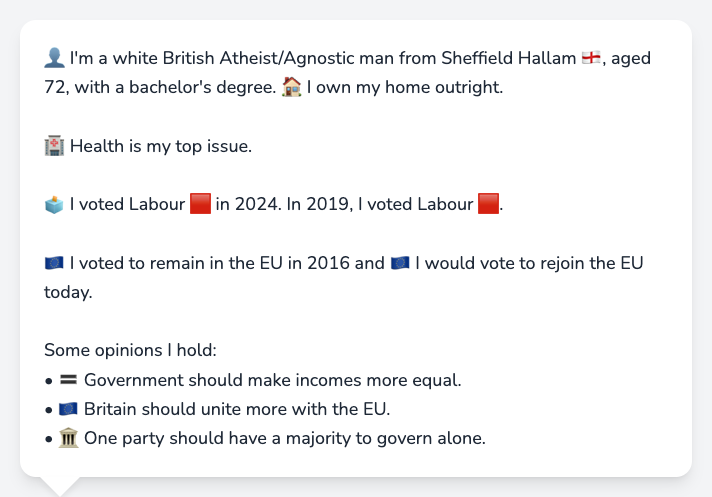 👤 I'm a white British Atheist/Agnostic man from Sheffield Hallam 🏴󠁧󠁢󠁥󠁮󠁧󠁿, aged
72, with a bachelor's degree. 🏠 I own my home outright.
🏥 Health is my top issue.
🗳️ I voted Labour 🟥 in 2024. In 2019, I voted Labour 🟥.
🇪🇺 I voted to remain in the EU in 2016 and 🇪🇺 I would vote to rejoin the EU
today.
Some opinions I hold:
• 🟰 Government should make incomes more equal.
• 🇪🇺 Britain should unite more with the EU.
• 🏛️ One party should have a majority to govern alone.